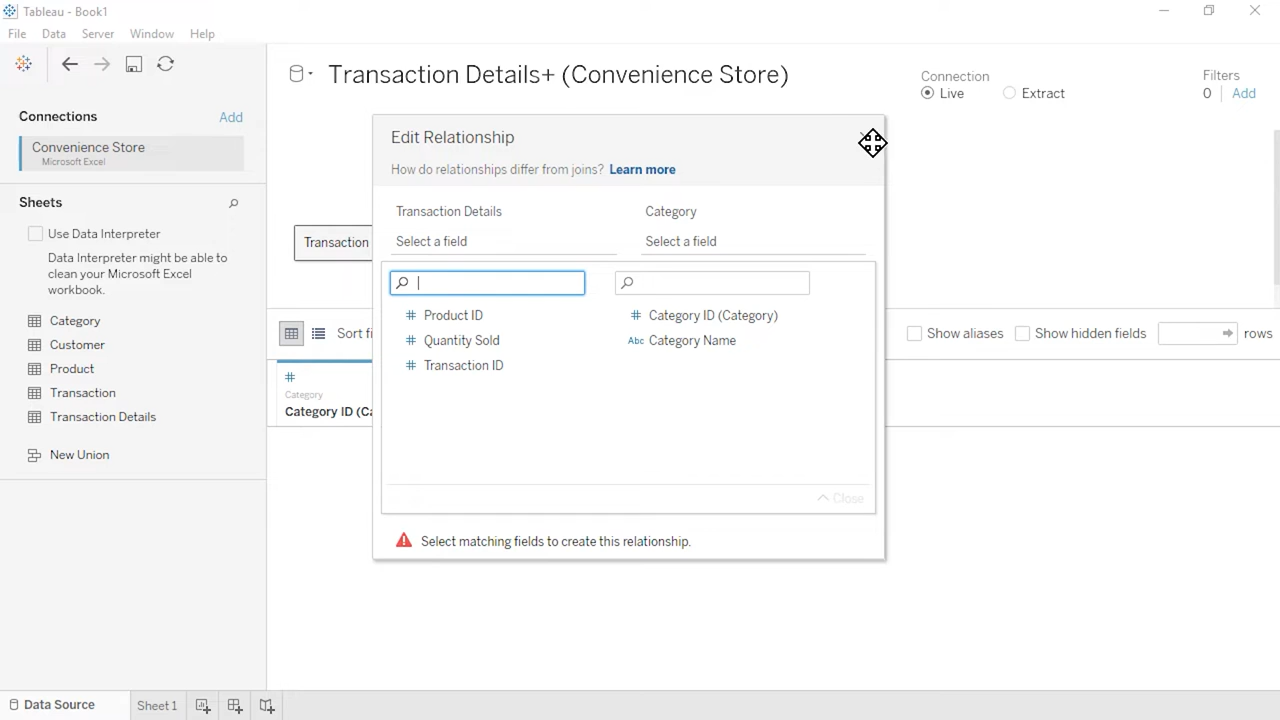 Tableau - Book1
File Data Server Window Help
Connections Add
Convenience Store
Microsoft Excel
Sheets
Use Data Interpreter
Data Interpreter might be able to
clean your Microsoft Excel
workbook.
Category
Customer
Product
Transaction
Transaction Details
New Union
Transaction Details+ (Convenience Store)
Connection
Live Extract
Filters
0 Add
Transaction
Edit Relationship
How do relationships differ from joins? Learn more
Transaction Details Category
Select a field Select a field
# Product ID # Category ID (Category)
# Quantity Sold Abc Category Name
# Transaction ID
Close
Select matching fields to create this relationship.
Sort fi
Show aliases Show hidden fields rows
#
Category
Category ID (Ca
Data Source Sheet 1